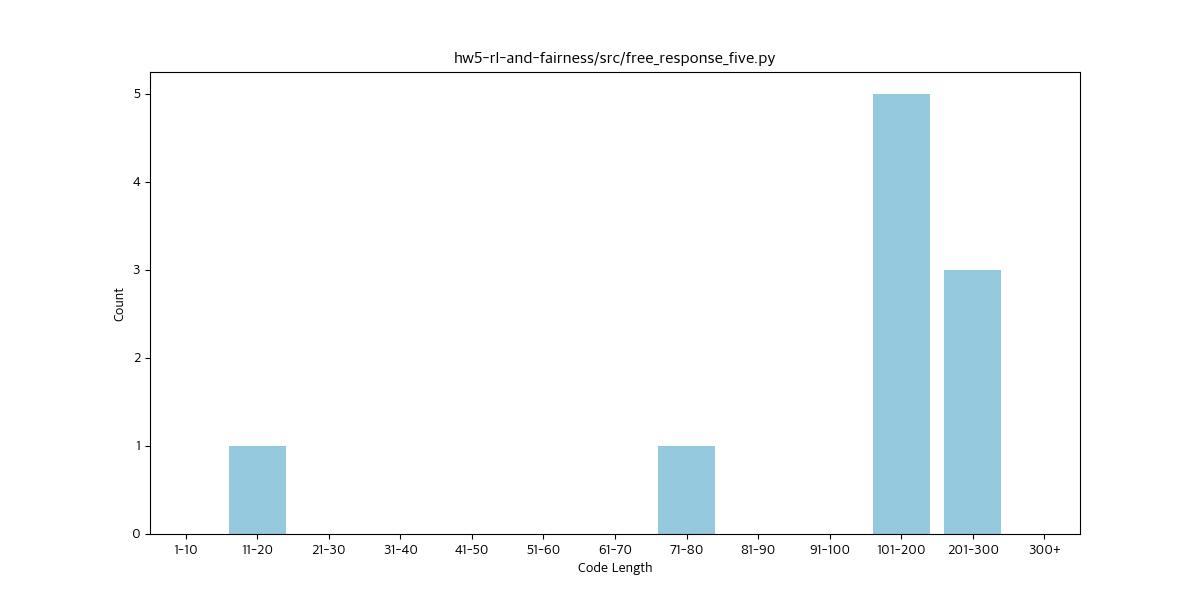 hw5-rl-and-fairness/src/free_response_five.py
5
4
3
2
1
0
Count
1-10 11-20 21-30 31-40 41-50 51-60 61-70 71-80 81-90 91-100 101-200 201-300 300+
Code Length